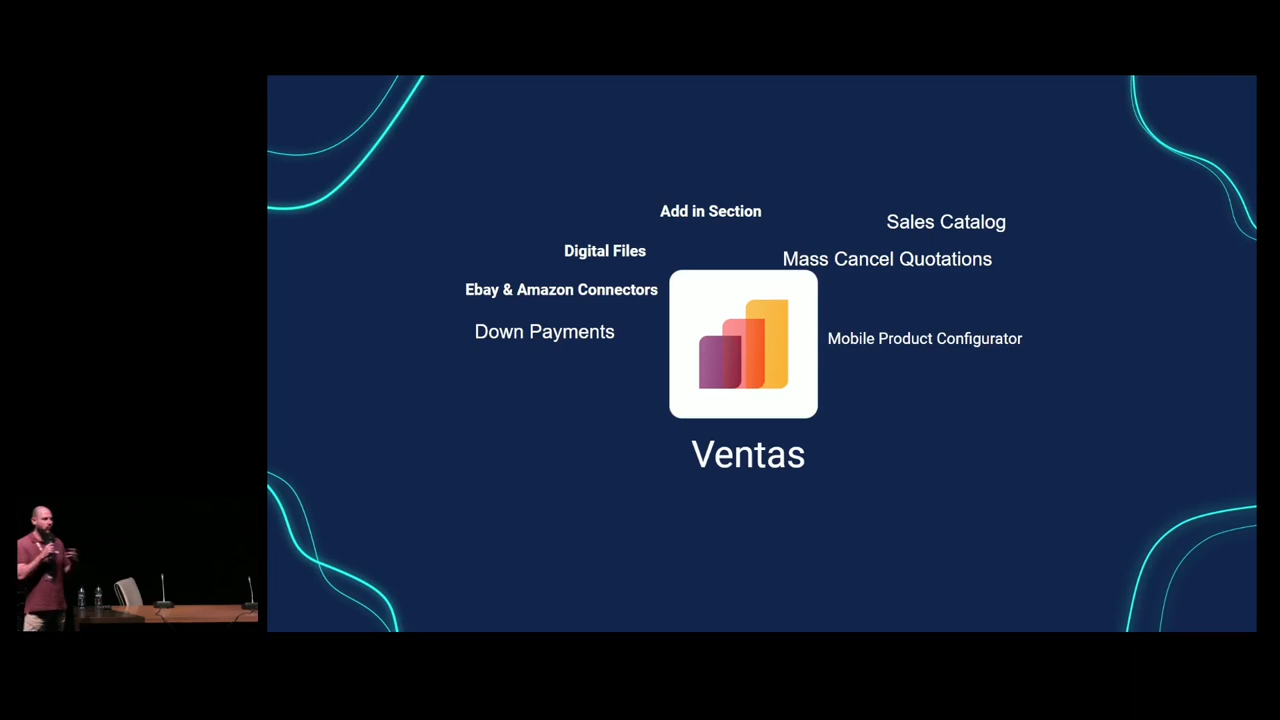 Add in Section
Sales Catalog
Digital Files
Mass Cancel Quotations
Ebay & Amazon Connectors
Down Payments
Mobile Product Configurator
Ventas